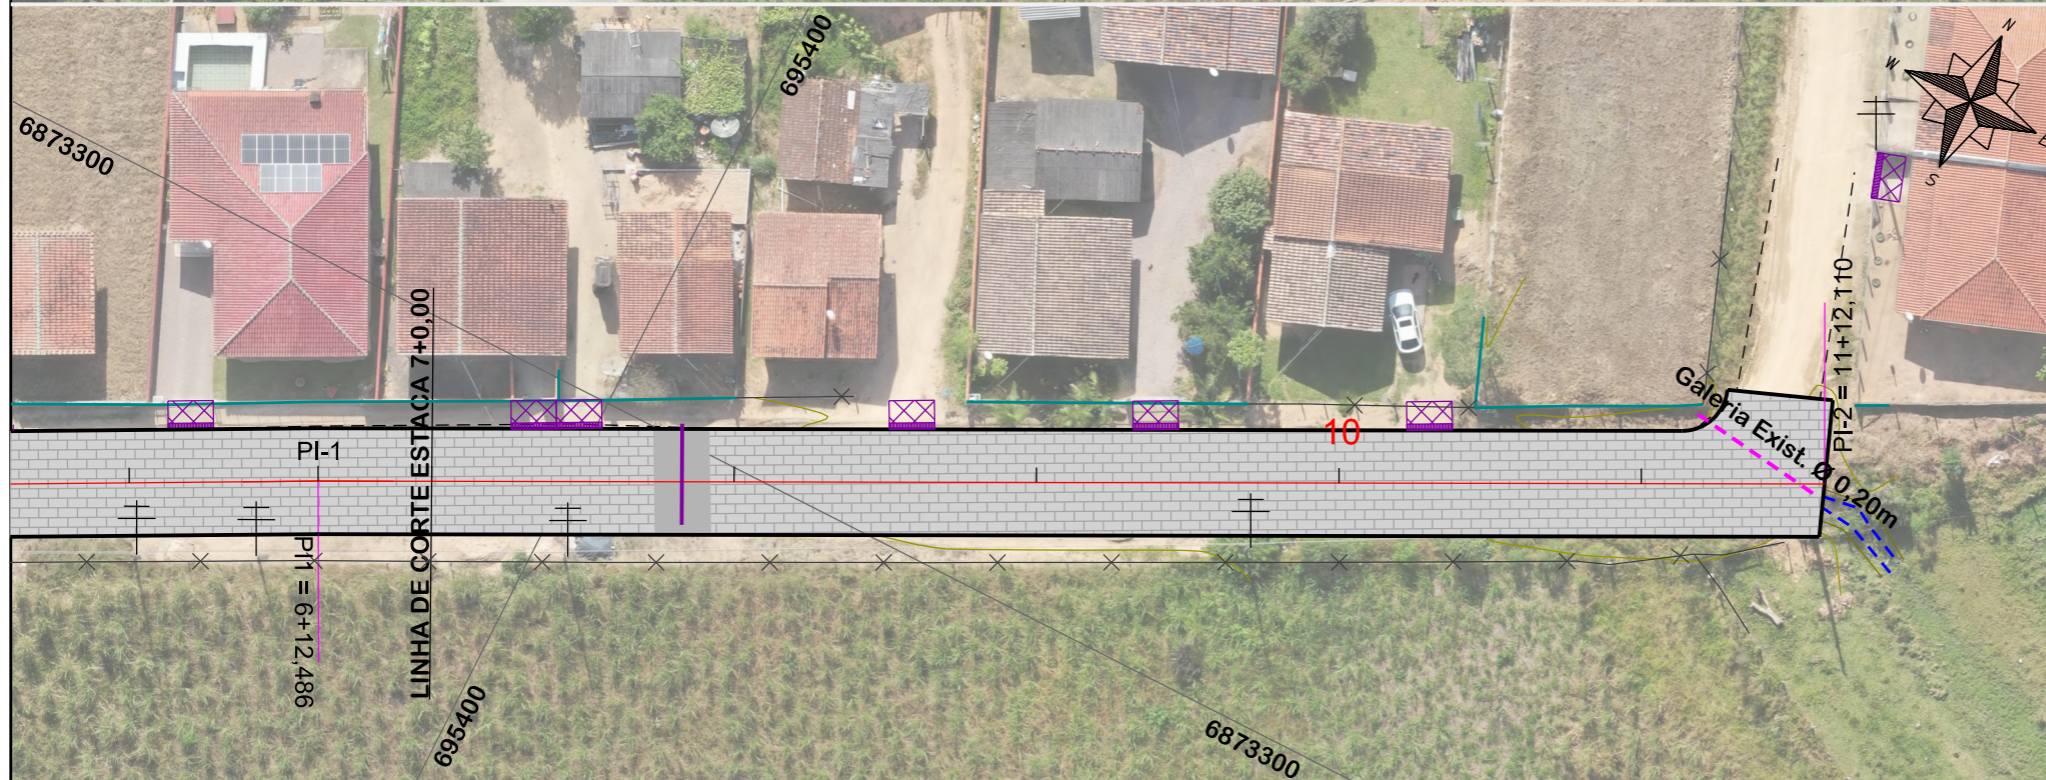 695400
N
W
S
6873300
PI-2 = 11+12,110
LINHA DE CORTE ESTACA 7+0,00
Galeria Exist. Ø 0,20m
10
PI-1
PI1 = 6+12,486
695400
6873300